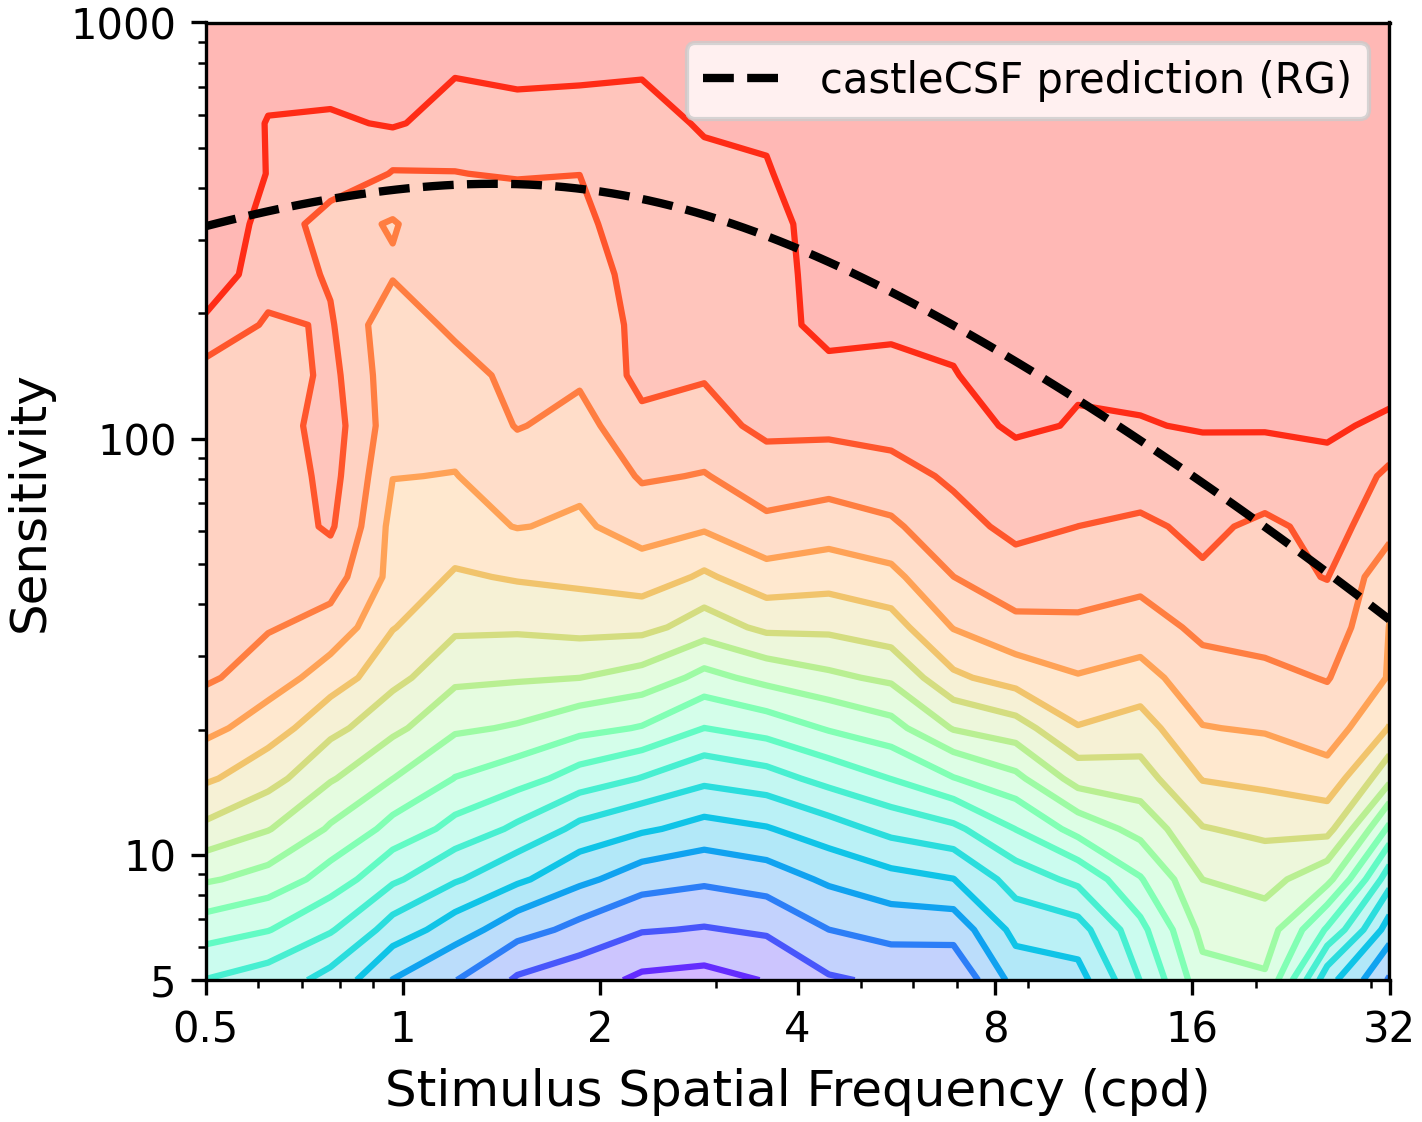 1000
castleCSF prediction (RG)
100
10
5
Sensitivity
0.5 1 2 4 8 16 32
Stimulus Spatial Frequency (cpd)